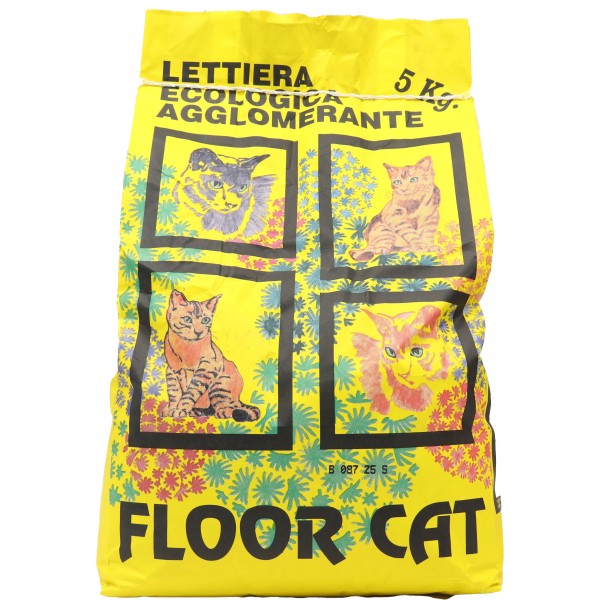 LETTIERA
ECOLOGICA
AGGLOMERANTE
5 Kg.
B 087 25 S
FLOOR CAT